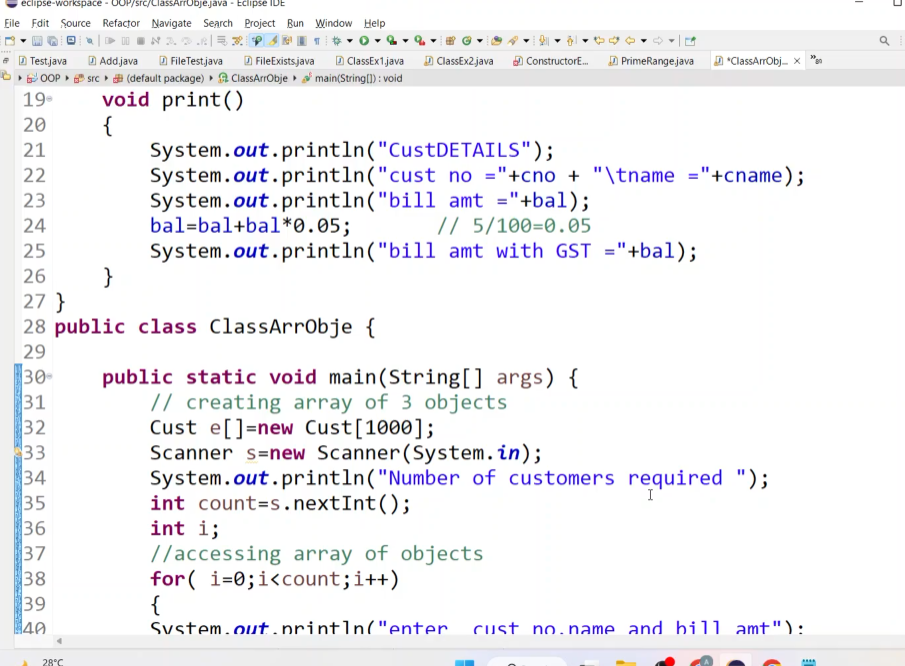 eclipse-workspace - OOP/src/ClassArrObje.java - Eclipse IDE
File Edit Source Refactor Navigate Search Project Run Window Help
Test.java Add.java FileTest.java FileExists.java ClassEx1.java ClassEx2.java ConstructorE... PrimeRange.java *ClassArrObj...
OOP src (default package) ClassArrObje main(String[]) : void
19 void print()
20 {
21 System.out.println("CustDETAILS");
22 System.out.println("cust no ="+cno + "\tname ="+cname);
23 System.out.println("bill amt ="+bal);
24 bal=bal+bal*0.05; // 5/100=0.05
25 System.out.println("bill amt with GST ="+bal);
26 }
27 }
28 public class ClassArrObje {
29
30 public static void main(String[] args) {
31 // creating array of 3 objects
32 Cust e[]=new Cust[1000];
33 Scanner s=new Scanner(System.in);
34 System.out.println("Number of customers required ");
35 int count=s.nextInt();
36 int i;
37 //accessing array of objects
38 for( i=0;i<count;i++)
39 {
40 System.out.println("enter cust no,name and bill amt");
28°C